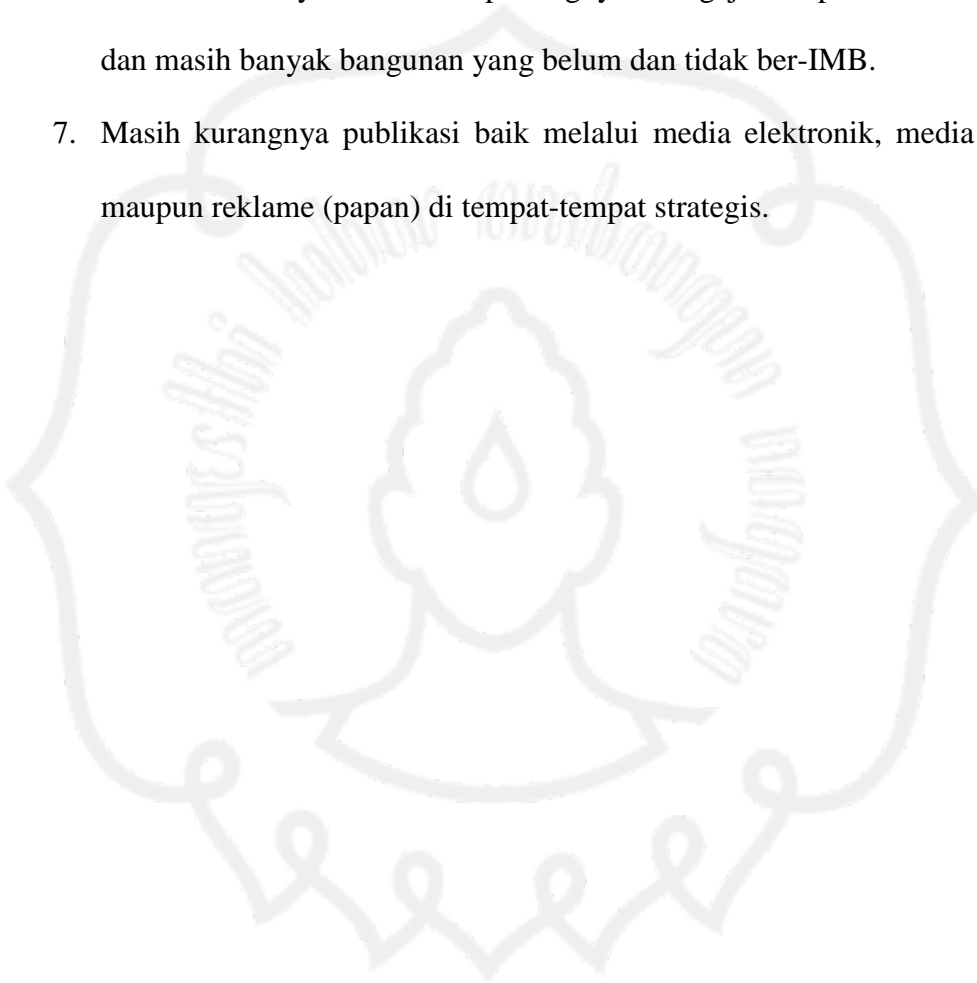 dan masih banyak bangunan yang belum dan tidak ber-IMB.
7. Masih kurangnya publikasi baik melalui media elektronik, media
maupun reklame (papan) di tempat-tempat strategis.